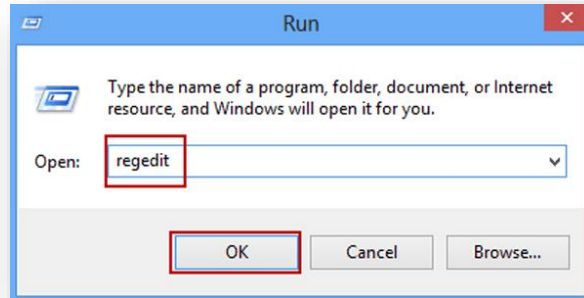 Run
Type the name of a program, folder, document, or Internet
resource, and Windows will open it for you.
Open: regedit
OK Cancel Browse...